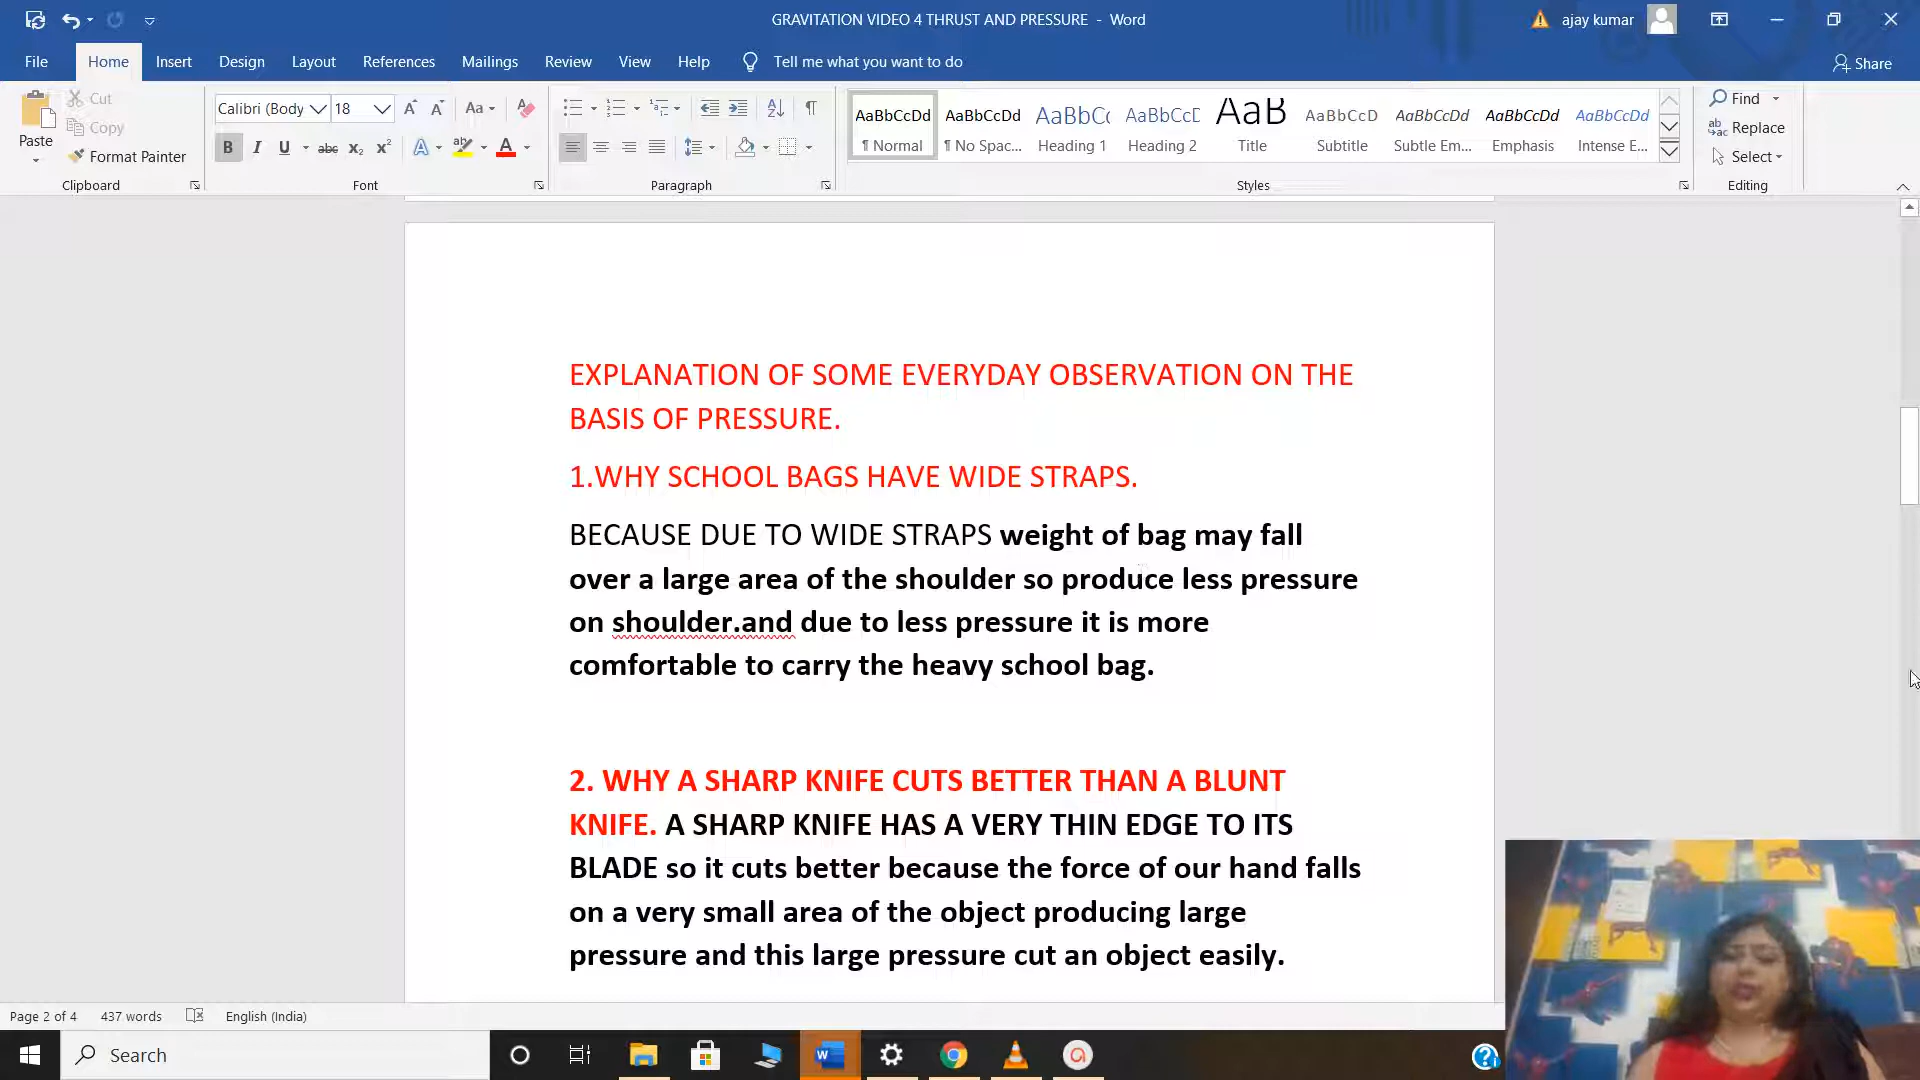 GRAVITATION VIDEO 4 THRUST AND PRESSURE - Word
ajay kumar
File Home Insert Design Layout References Mailings Review View Help Tell me what you want to do
Share
Paste
Cut
Copy
Format Painter
Clipboard
Calibri (Body 18
Font
Paragraph
AaBbCcDd AaBbCcDd AaBbCc AaBbCcD AaB AaBbCcD AaBbCcDd AaBbCcDd AaBbCcDd
¶ Normal ¶ No Spac... Heading 1 Heading 2 Title Subtitle Subtle Em... Emphasis Intense E...
Styles
Find
Replace
Select
Editing
EXPLANATION OF SOME EVERYDAY OBSERVATION ON THE
BASIS OF PRESSURE.
1.WHY SCHOOL BAGS HAVE WIDE STRAPS.
BECAUSE DUE TO WIDE STRAPS weight of bag may fall
over a large area of the shoulder so produce less pressure
on shoulder.and due to less pressure it is more
comfortable to carry the heavy school bag.
2. WHY A SHARP KNIFE CUTS BETTER THAN A BLUNT
KNIFE. A SHARP KNIFE HAS A VERY THIN EDGE TO ITS
BLADE so it cuts better because the force of our hand falls
on a very small area of the object producing large
pressure and this large pressure cut an object easily.
Page 2 of 4 437 words English (India)
Search